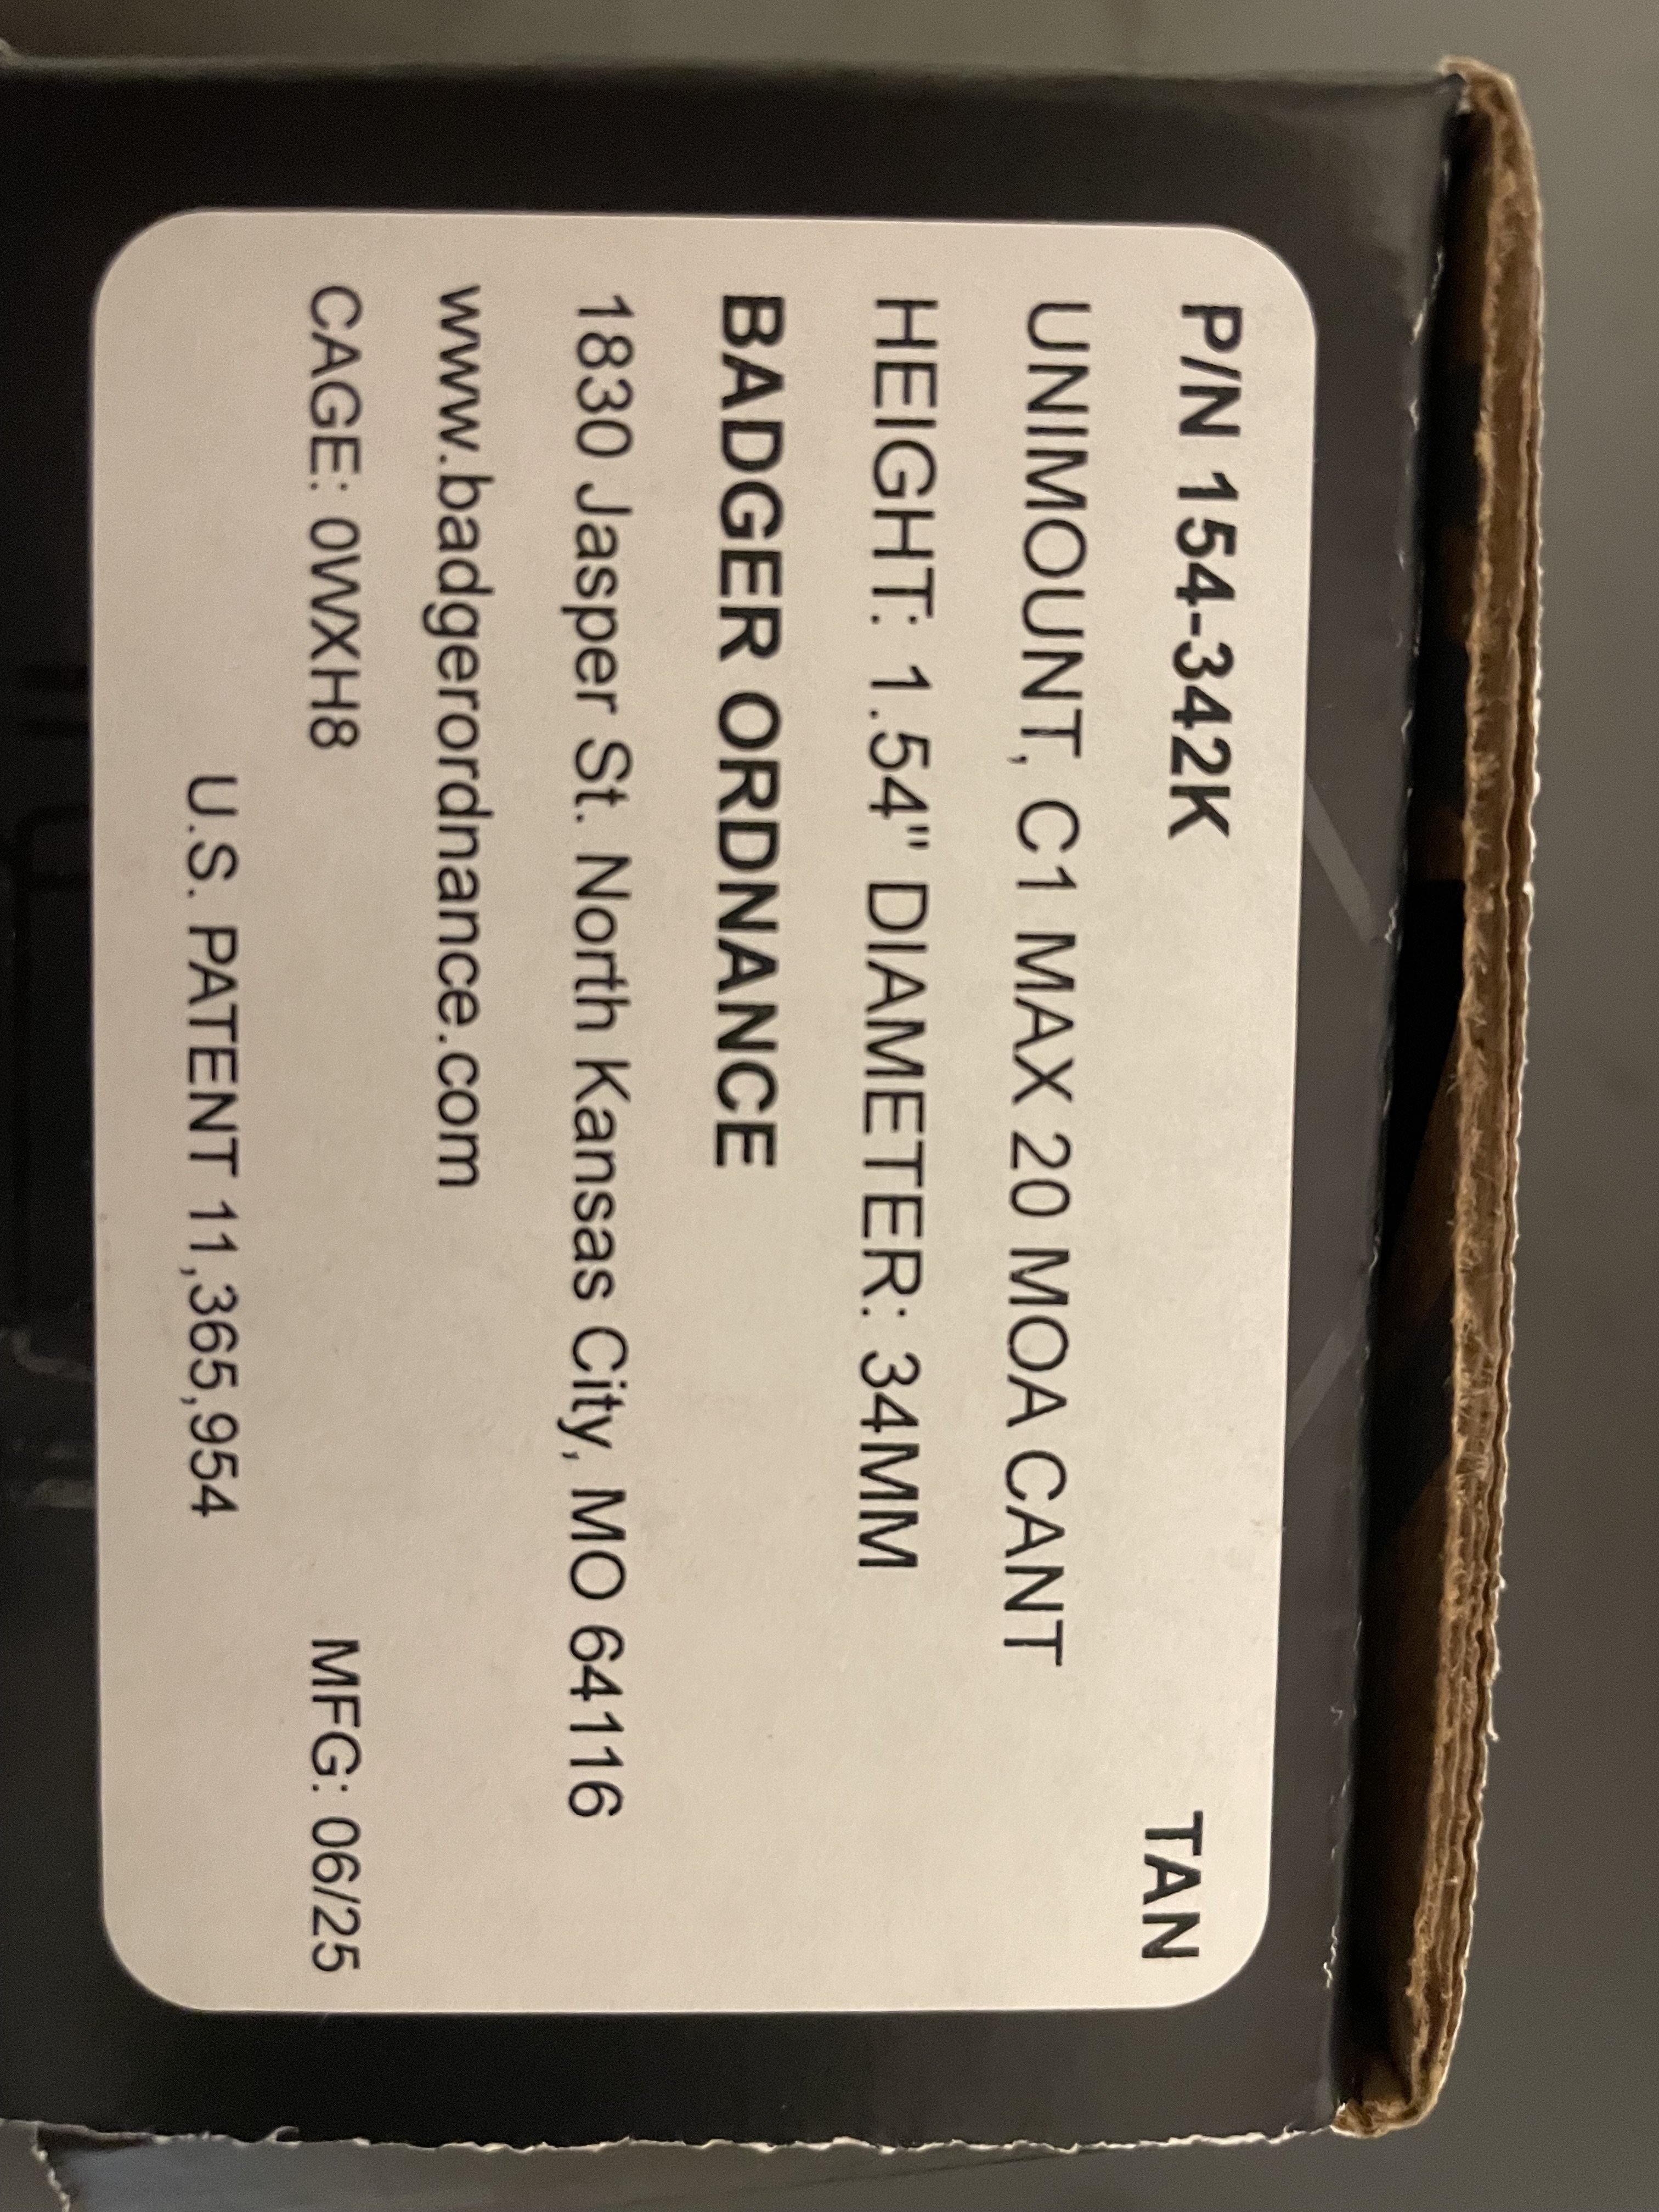 P/N 154-342K TAN
UNIMOUNT, C1 MAX 20 MOA CANT
HEIGHT: 1.54" DIAMETER: 34MM
BADGER ORDNANCE
1830 Jasper St. North Kansas City, MO 64116
www.badgerordnance.com
CAGE: 0WXH8 MFG: 06/25
U.S. PATENT 11,365,954